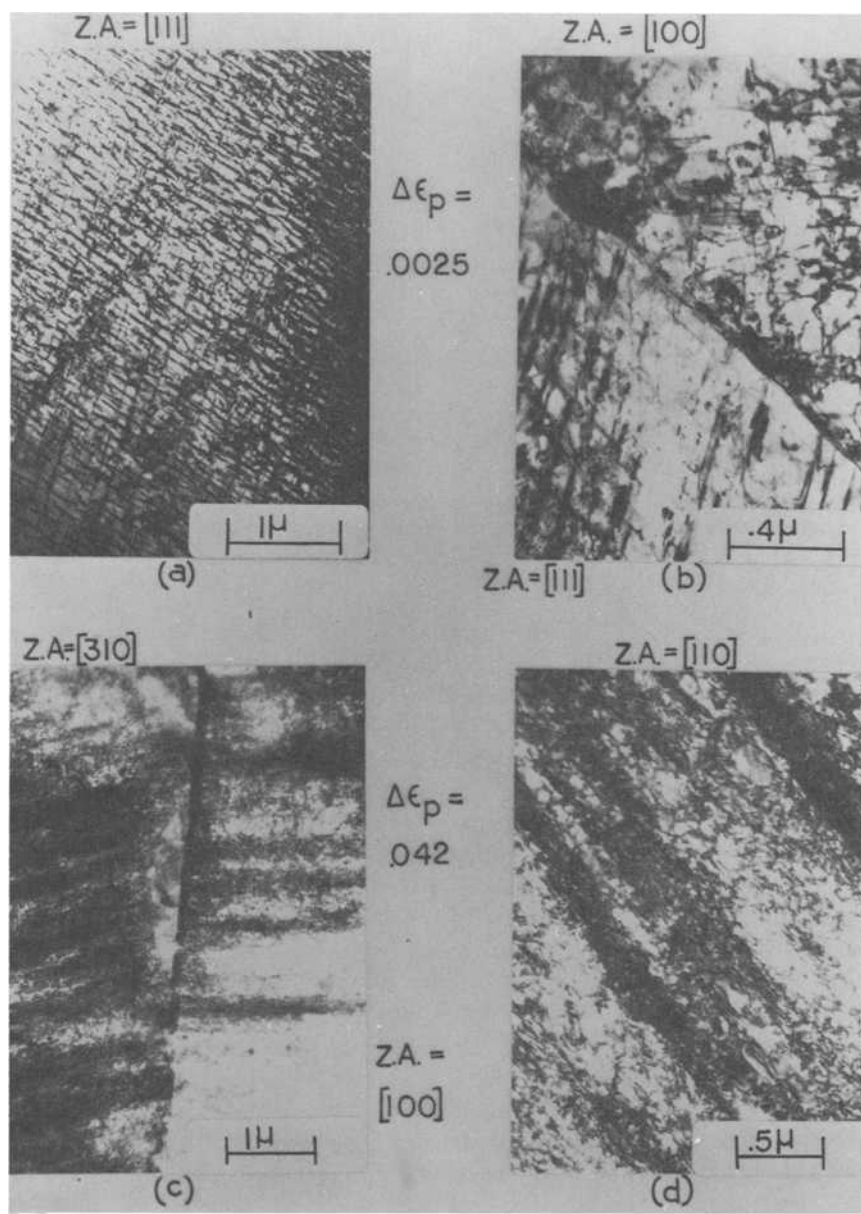 Z.A.= [111]
Z.A. = [100]
Δϵp =
.0025
1μ
.4μ
(a)
Z.A.=[111]
(b)
Z.A.=[310]
Z.A. = [110]
Δϵp =
.042
Z.A. =
[100]
1μ
.5μ
(c)
(d)